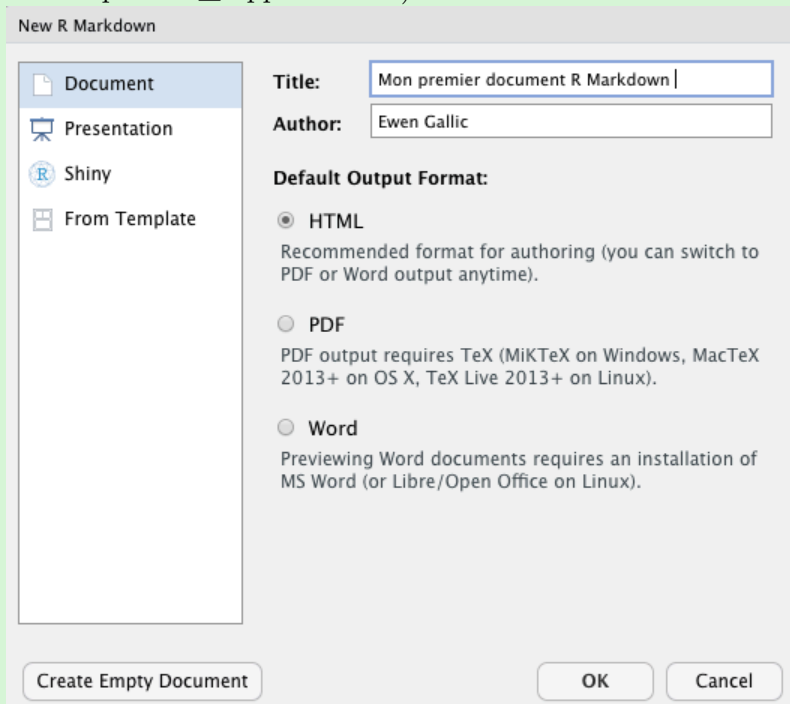 New R Markdown
Document
Presentation
Shiny
From Template
Title:
Mon premier document R Markdown
Author:
Ewen Gallic
Default Output Format:
HTML
Recommended format for authoring (you can switch to
PDF or Word output anytime).
PDF
PDF output requires TeX (MiKTeX on Windows, MacTeX
2013+ on OS X, TeX Live 2013+ on Linux).
Word
Previewing Word documents requires an installation of
MS Word (or Libre/Open Office on Linux).
Create Empty Document
OK
Cancel